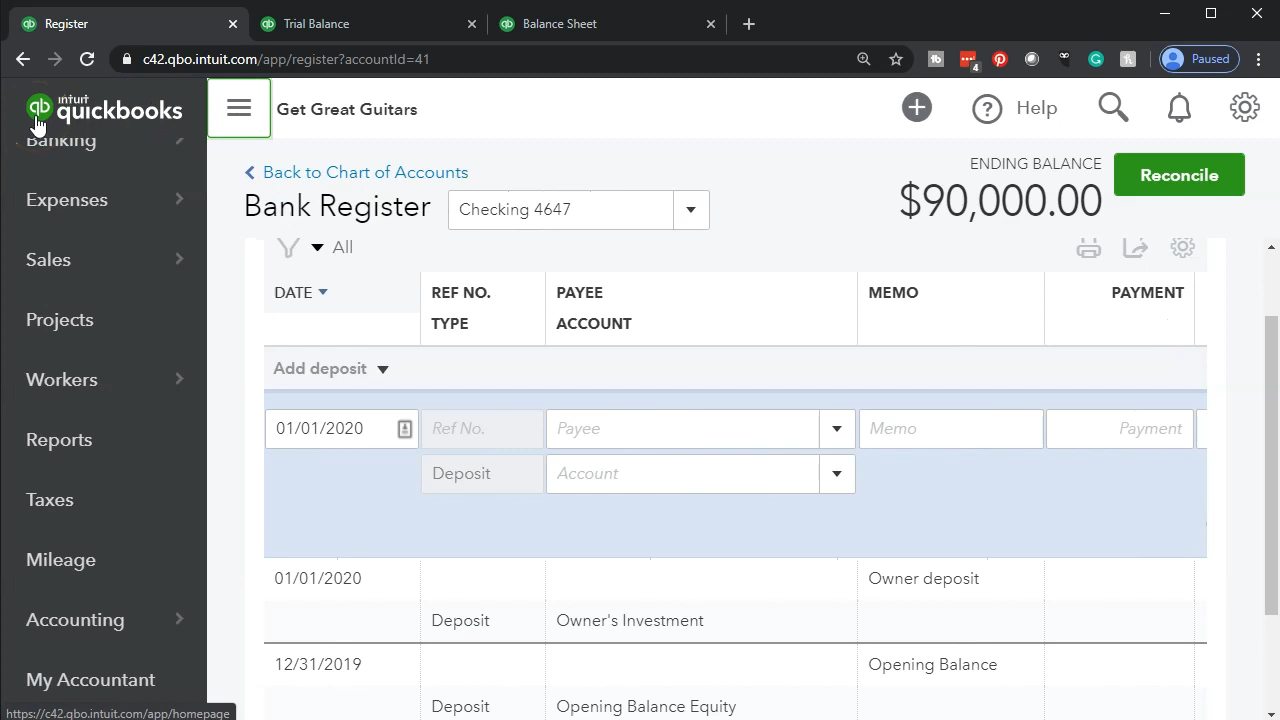 Register
Trial Balance
Balance Sheet
c42.qbo.intuit.com/app/register?accountId=41
4
Paused
intuit
quickbooks
Get Great Guitars
Help
Banking
Expenses
Sales
Projects
Workers
Reports
Taxes
Mileage
Accounting
My Accountant
https://c42.qbo.intuit.com/app/homepage
Back to Chart of Accounts
Bank Register
Checking 4647
ENDING BALANCE
$90,000.00
Reconcile
All
DATE
REF NO.
PAYEE
MEMO
PAYMENT
TYPE
ACCOUNT
Add deposit
01/01/2020
Ref No.
Payee
Memo
Payment
Deposit
Account
01/01/2020
Owner deposit
Deposit
Owner's Investment
12/31/2019
Opening Balance
Deposit
Opening Balance Equity